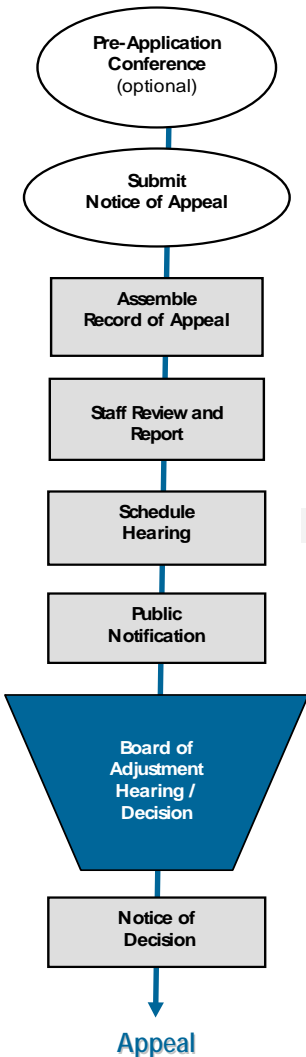 Pre-Application
Conference
(optional)
Submit
Notice of Appeal
Assemble
Record of Appeal
Staff Review and
Report
Schedule
Hearing
Public
Notification
Board of
Adjustment
Hearing /
Decision
Notice of
Decision
Appeal